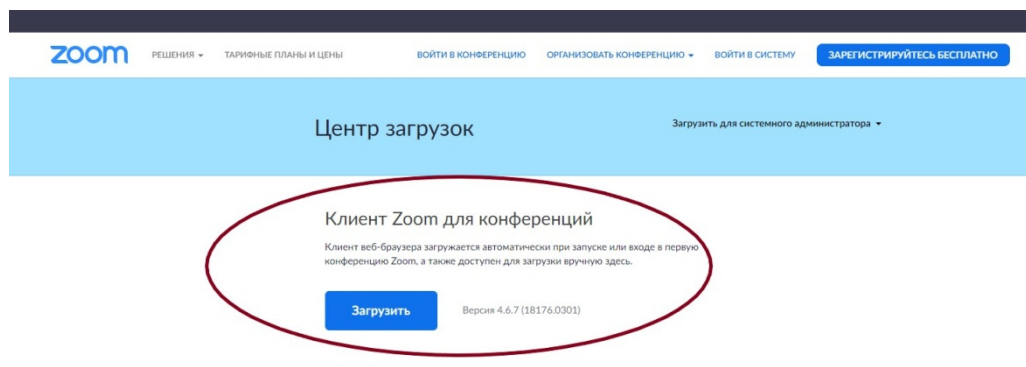 zoom РЕШЕНИЯ ТАРИФНЫЕ ПЛАНЫ И ЦЕНЫ ВОЙТИ В КОНФЕРЕНЦИЮ ОРГАНИЗОВАТЬ КОНФЕРЕНЦИЮ ВОЙТИ В СИСТЕМУ ЗАРЕГИСТРИРУЙТЕСЬ БЕСПЛАТНО
Центр загрузок Загрузить для системного администратора
Клиент Zoom для конференций
Клиент веб-браузера загружается автоматически при запуске или входе в первую
конференцию Zoom, а также доступен для загрузки вручную здесь.
Загрузить Версия 4.6.7 (18176.0301)